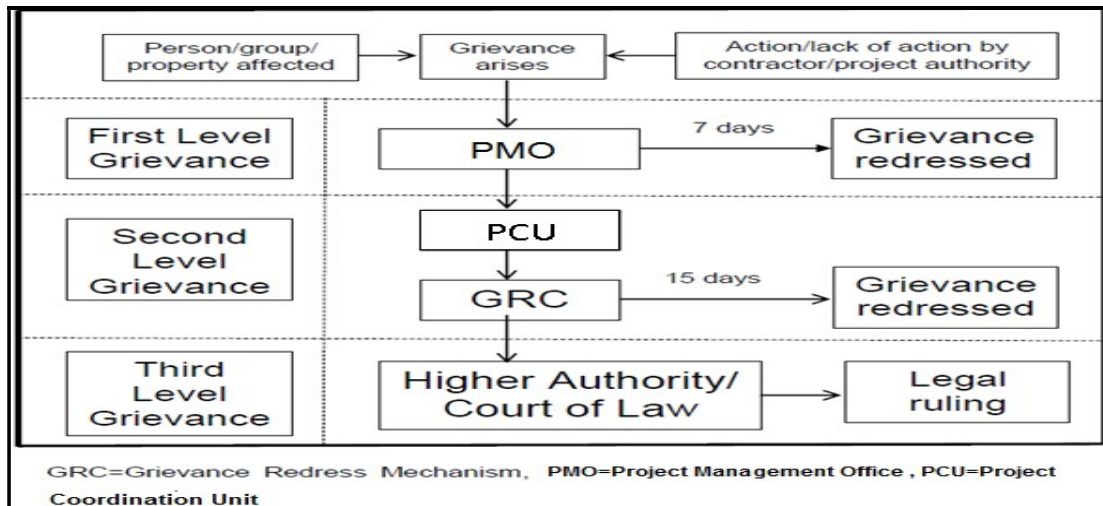 Person/group/
property affected
Grievance
arises
Action/lack of action by
contractor/project authority
First Level
Grievance
PMO
7 days
Grievance
redressed
Second
Level
Grievance
PCU
GRC
15 days
Grievance
redressed
Third
Level
Grievance
Higher Authority/
Court of Law
Legal
ruling
GRC=Grievance Redress Mechanism, PMO=Project Management Office , PCU=Project
Coordination Unit